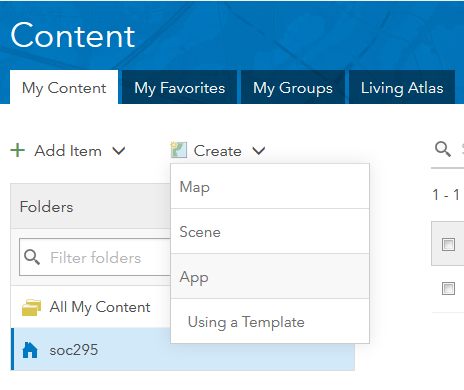 Content
My Content My Favorites My Groups Living Atlas
Add Item Create
Map
Scene
App
Using a Template
1 - 1
Folders
Filter folders
All My Content
soc295